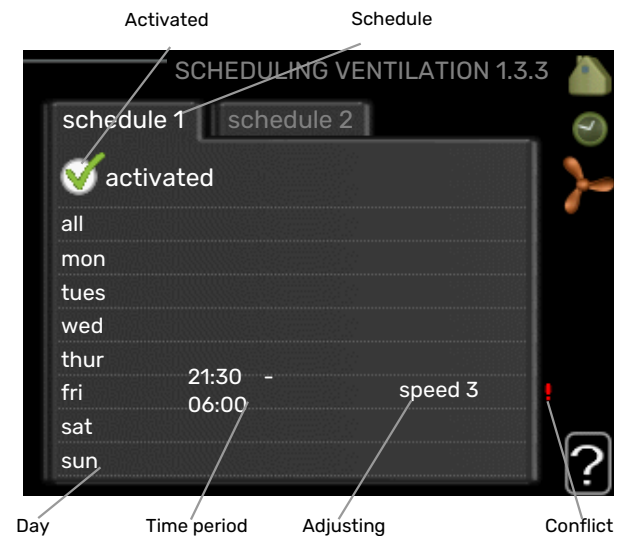 Activated Schedule
SCHEDULING VENTILATION 1.3.3
schedule 1 schedule 2
activated
all
mon
tues
wed
thur
fri 21:30 - speed 3 !
06:00
sat
sun
?
Day Time period Adjusting Conflict